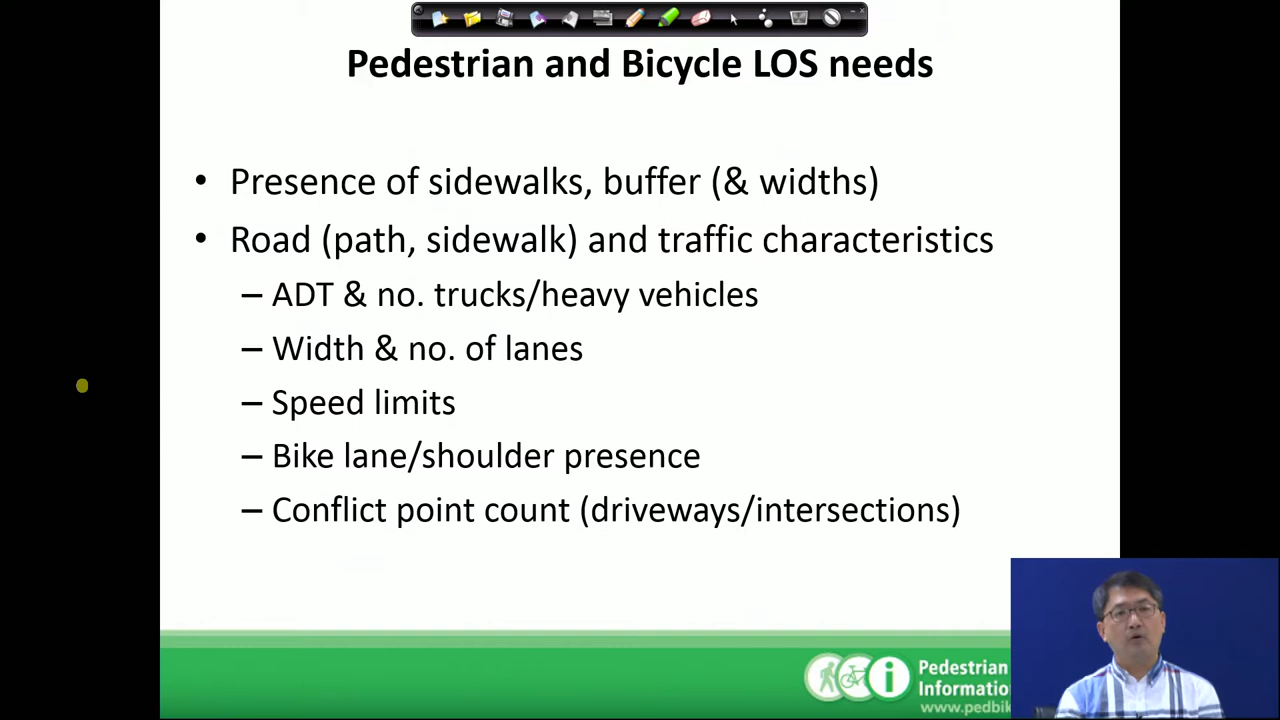 Pedestrian and Bicycle LOS needs
• Presence of sidewalks, buffer (& widths)
• Road (path, sidewalk) and traffic characteristics
– ADT & no. trucks/heavy vehicles
– Width & no. of lanes
– Speed limits
– Bike lane/shoulder presence
– Conflict point count (driveways/intersections)
i
Pedestrian
Informatio
www.pedbik